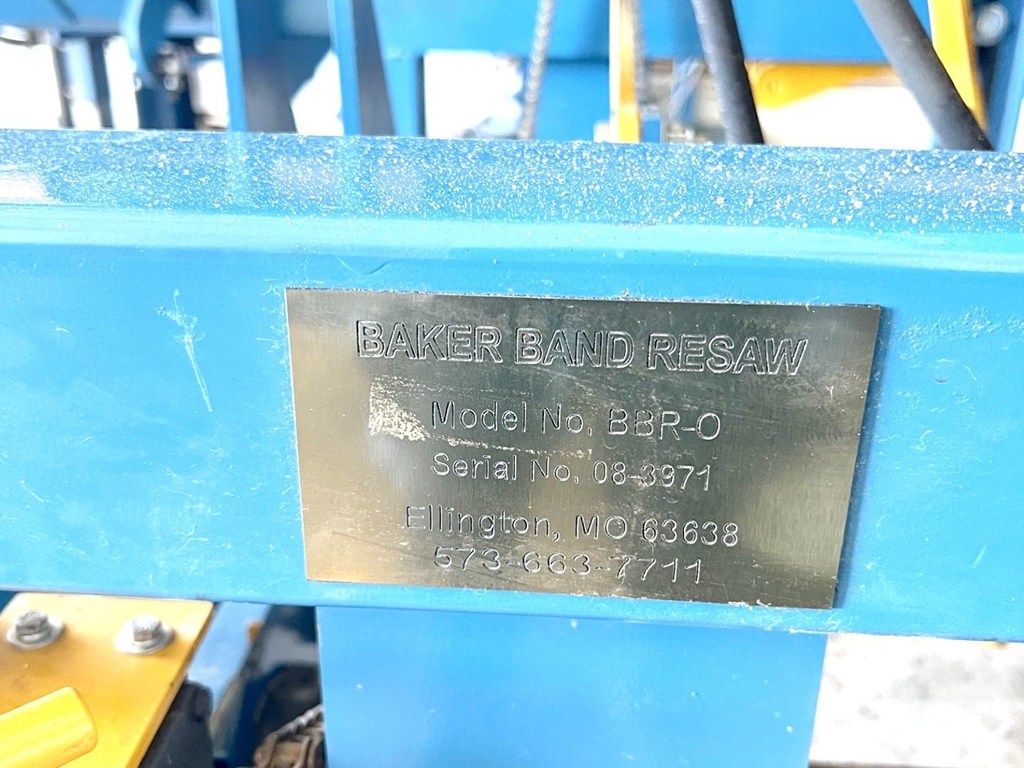 BAKER BAND RESAW
Model No. BBR-O
Serial No. 08-3971
Ellington, MO 63638
573-663-7711